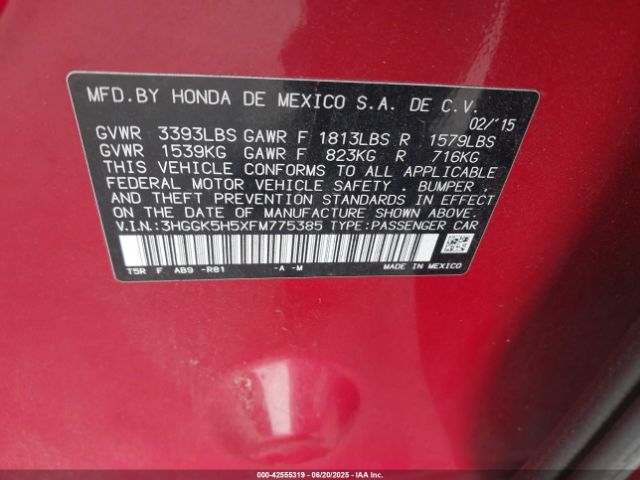 MFD.BY HONDA DE MEXICO S.A. DE C.V.
02/'15
GVWR 3393LBS GAWR F 1813LBS R 1579LBS
GVWR 1539KG GAWR F 823KG R 716KG
THIS VEHICLE CONFORMS TO ALL APPLICABLE
FEDERAL MOTOR VEHICLE SAFETY . BUMPER .
AND THEFT PREVENTION STANDARDS IN EFFECT
ON THE DATE OF MANUFACTURE SHOWN ABOVE.
V.I.N.:3HGGK5H5XFM775385 TYPE:PASSENGER CAR
T5R F AB9 -R81 -A -M MADE IN MEXICO
000-42555319 | 06/20/2025 | Copyright IAA, LLC